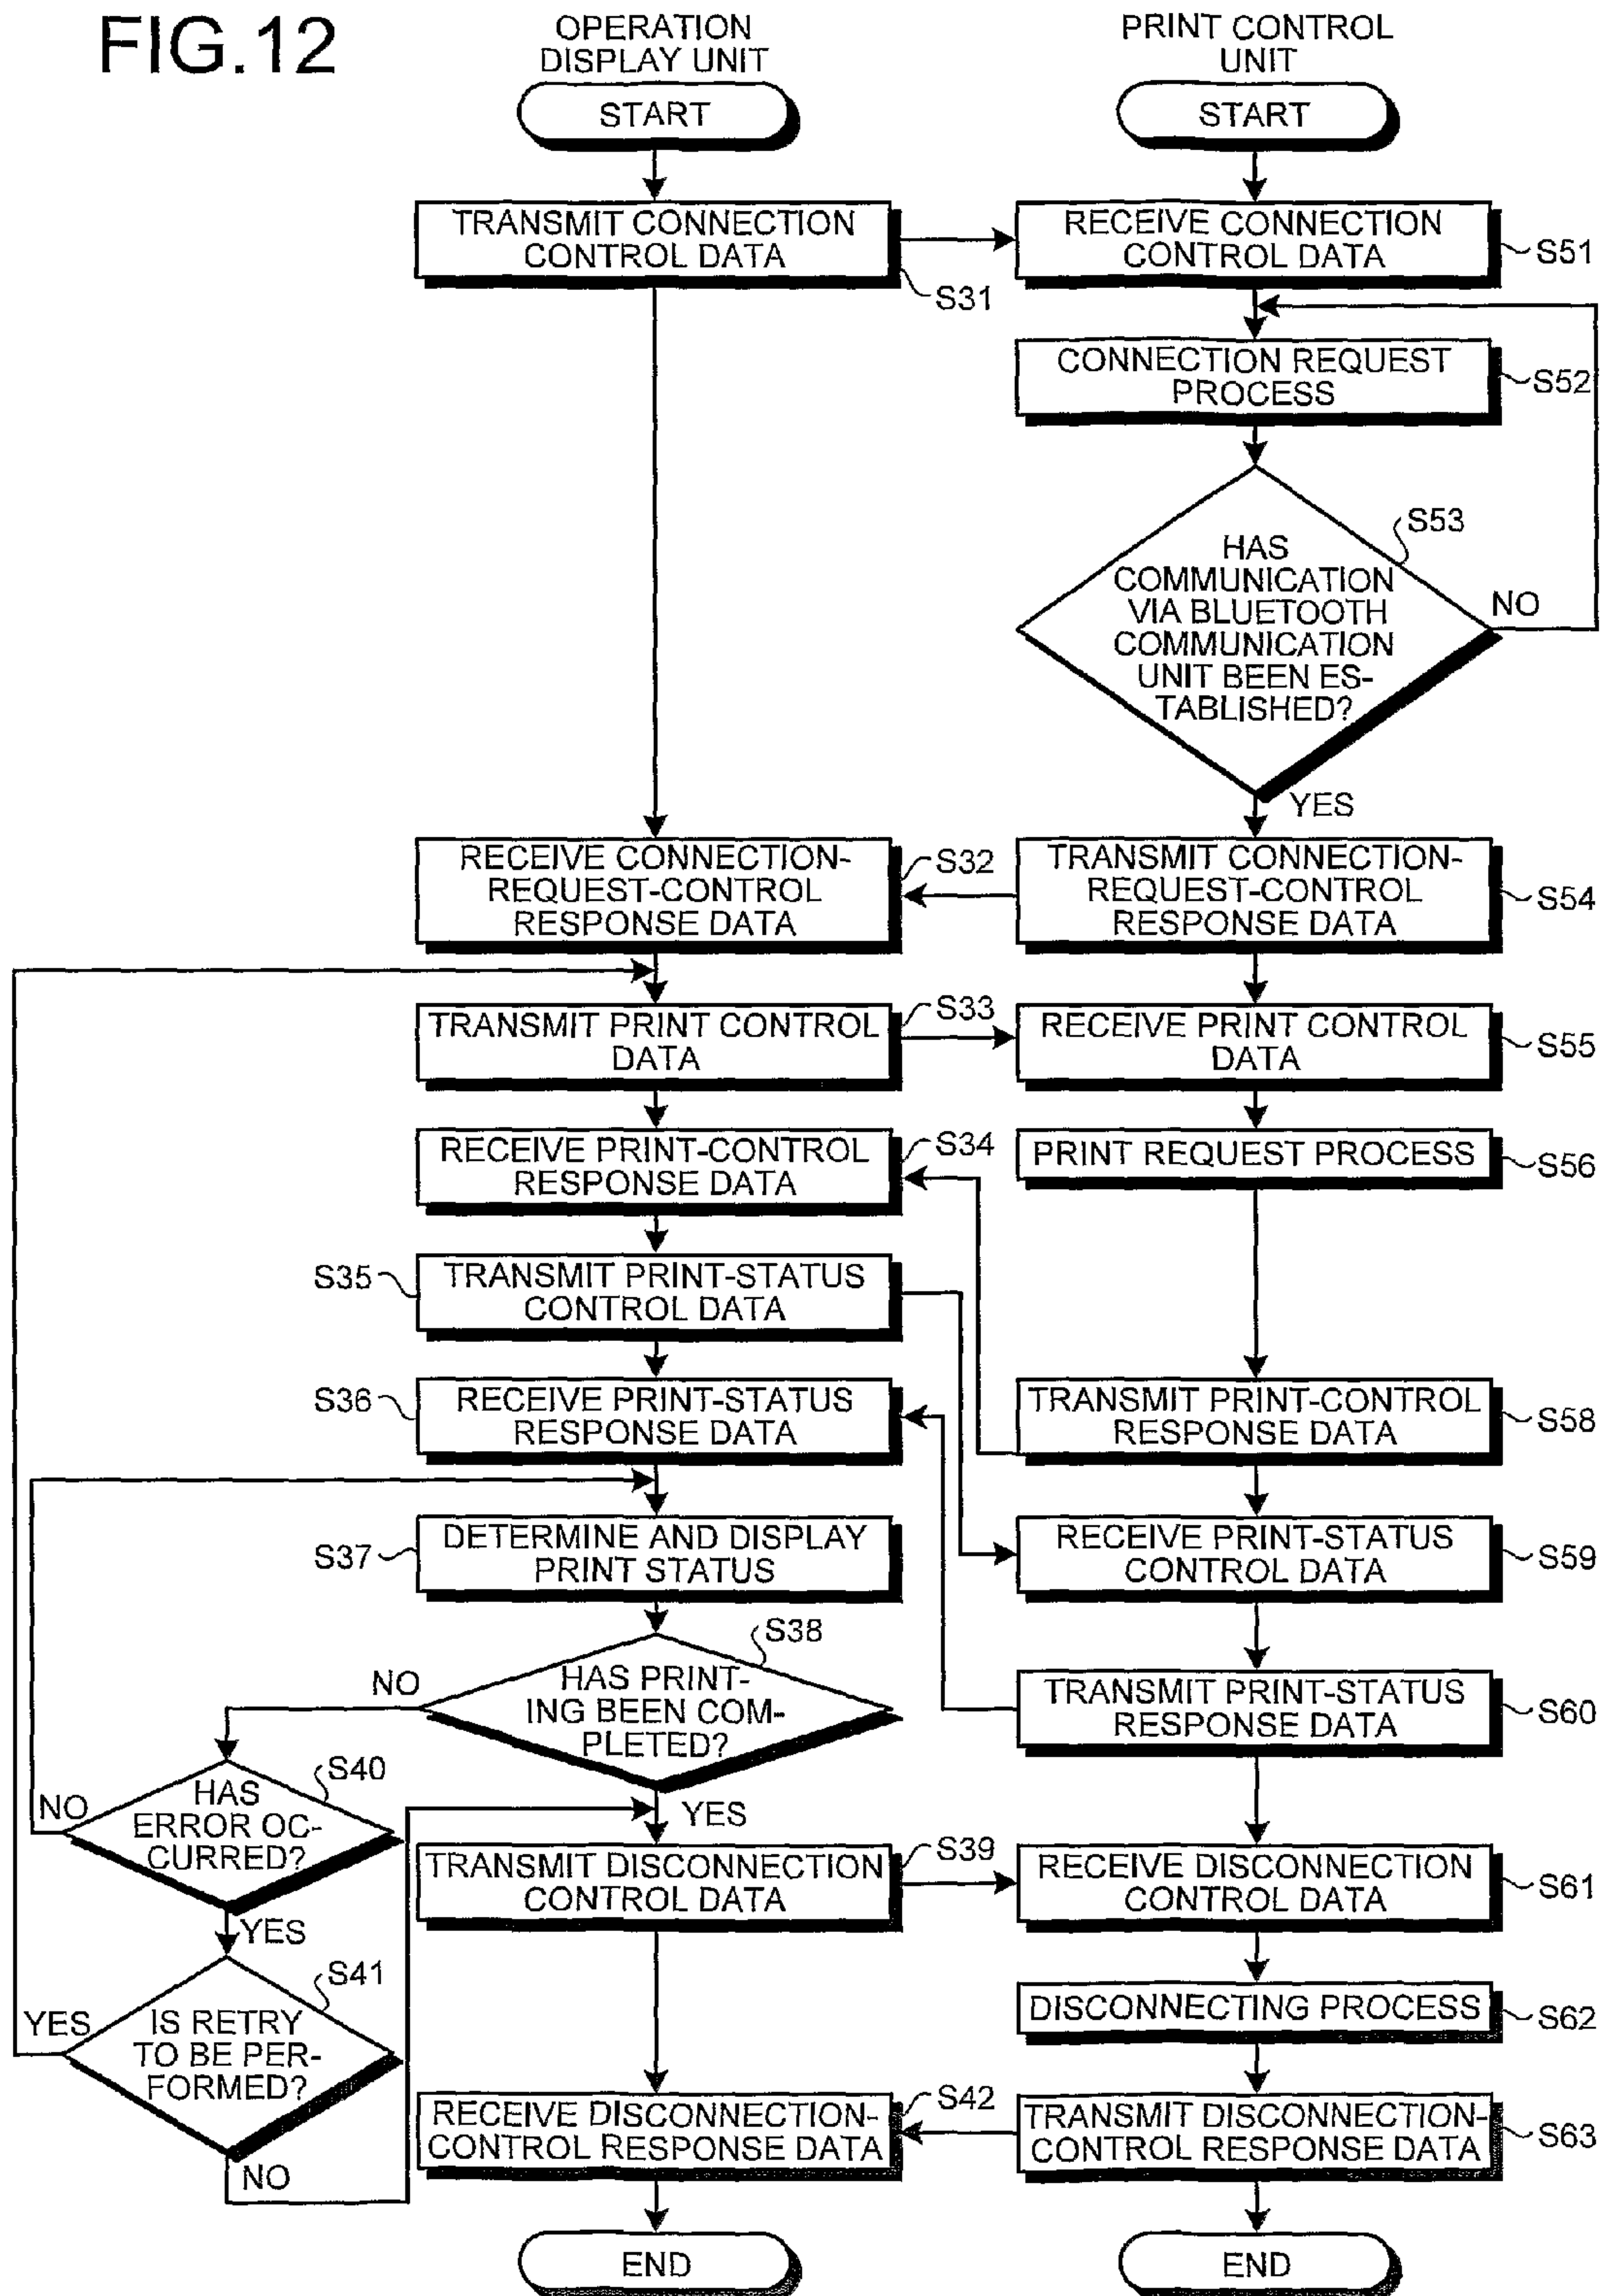 FIG.12
OPERATION
DISPLAY UNIT
START
TRANSMIT CONNECTION
CONTROL DATA
S31
RECEIVE CONNECTION-
REQUEST-CONTROL
RESPONSE DATA
S32
TRANSMIT PRINT CONTROL
DATA
S33
RECEIVE PRINT-CONTROL
RESPONSE DATA
S34
S35
TRANSMIT PRINT-STATUS
CONTROL DATA
S36
RECEIVE PRINT-STATUS
RESPONSE DATA
S37
DETERMINE AND DISPLAY
PRINT STATUS
S38
HAS PRINT-
ING BEEN COM-
PLETED?
NO
YES
S40
HAS
ERROR OC-
CURRED?
NO
YES
S41
IS RETRY
TO BE PER-
FORMED?
YES
NO
TRANSMIT DISCONNECTION
CONTROL DATA
S39
RECEIVE DISCONNECTION-
CONTROL RESPONSE DATA
S42
END
PRINT CONTROL
UNIT
START
RECEIVE CONNECTION
CONTROL DATA
S51
CONNECTION REQUEST
PROCESS
S52
S53
HAS
COMMUNICATION
VIA BLUETOOTH
COMMUNICATION
UNIT BEEN ES-
TABLISHED?
NO
YES
TRANSMIT CONNECTION-
REQUEST-CONTROL
RESPONSE DATA
S54
RECEIVE PRINT CONTROL
DATA
S55
PRINT REQUEST PROCESS
S56
TRANSMIT PRINT-CONTROL
RESPONSE DATA
S58
RECEIVE PRINT-STATUS
CONTROL DATA
S59
TRANSMIT PRINT-STATUS
RESPONSE DATA
S60
RECEIVE DISCONNECTION
CONTROL DATA
S61
DISCONNECTING PROCESS
S62
TRANSMIT DISCONNECTION-
CONTROL RESPONSE DATA
S63
END